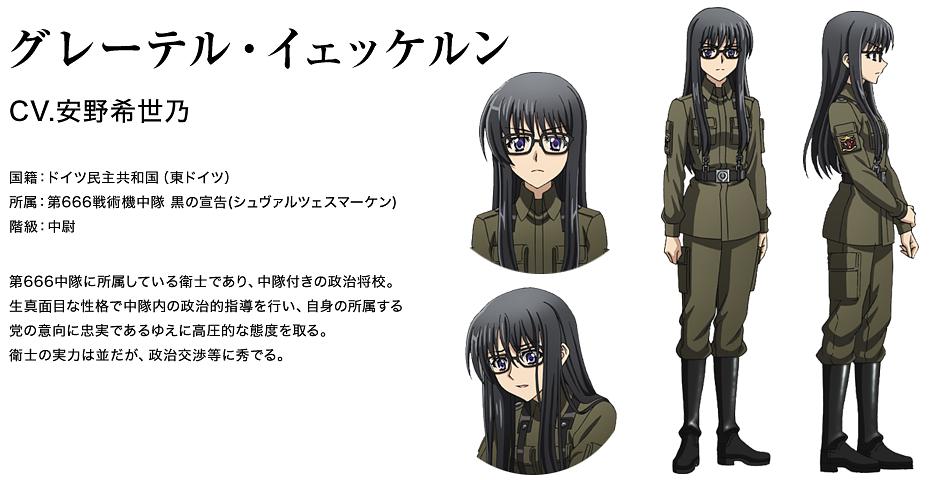 グレーテル・イェッケルン
CV.安野希世乃
国籍：ドイツ民主共和国（東ドイツ）
所属：第666戦術機中隊 黒の宣告(シュヴァルツェスマーケン)
階級：中尉
第666中隊に所属している衛士であり、中隊付きの政治将校。
生真面目な性格で中隊内の政治的指導を行い、自身の所属する
党の意向に忠実であるゆえに高圧的な態度を取る。
衛士の実力は並だが、政治交渉等に秀でる。